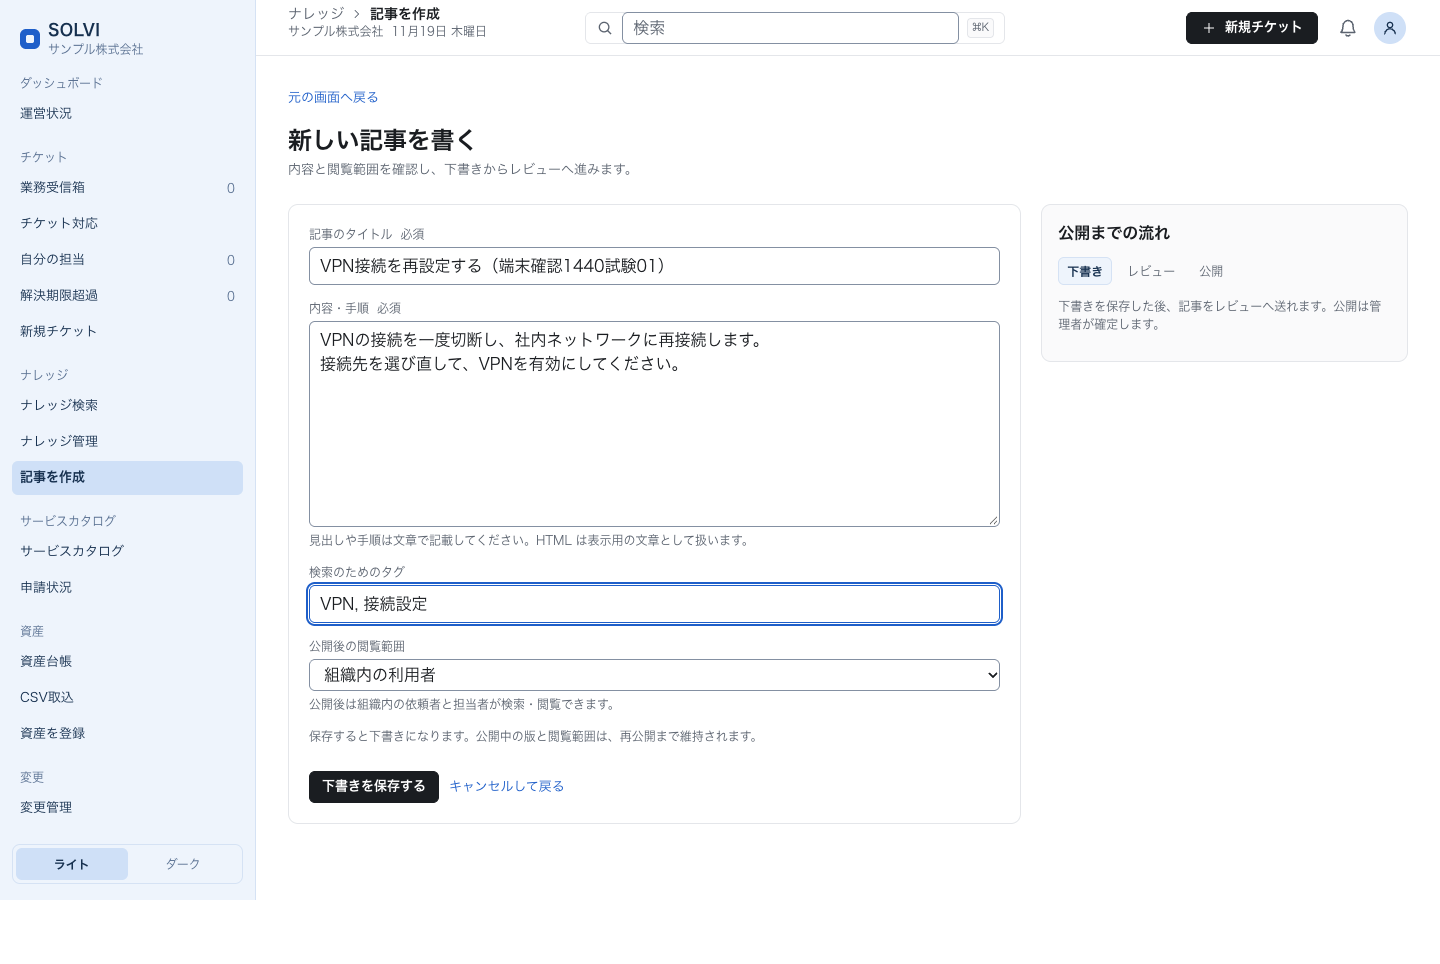 SOLVI
サンプル株式会社
ダッシュボード
運営状況
チケット
業務受信箱 0
チケット対応
自分の担当 0
解決期限超過 0
新規チケット
ナレッジ
ナレッジ検索
ナレッジ管理
記事を作成
サービスカタログ
サービスカタログ
申請状況
資産
資産台帳
CSV取込
資産を登録
変更
変更管理
ライト ダーク
ナレッジ > 記事を作成
サンプル株式会社 11月19日 木曜日
検索 ⌘K
+ 新規チケット
元の画面へ戻る
新しい記事を書く
内容と閲覧範囲を確認し、下書きからレビューへ進みます。
記事のタイトル 必須
VPN接続を再設定する（端末確認1440試験01）
内容・手順 必須
VPNの接続を一度切断し、社内ネットワークに再接続します。
接続先を選び直して、VPNを有効にしてください。
見出しや手順は文章で記載してください。HTML は表示用の文章として扱います。
検索のためのタグ
VPN, 接続設定
公開後の閲覧範囲
組織内の利用者
公開後は組織内の依頼者と担当者が検索・閲覧できます。
保存すると下書きになります。公開中の版と閲覧範囲は、再公開まで維持されます。
下書きを保存する キャンセルして戻る
公開までの流れ
下書き レビュー 公開
下書きを保存した後、記事をレビューへ送れます。公開は管
理者が確定します。